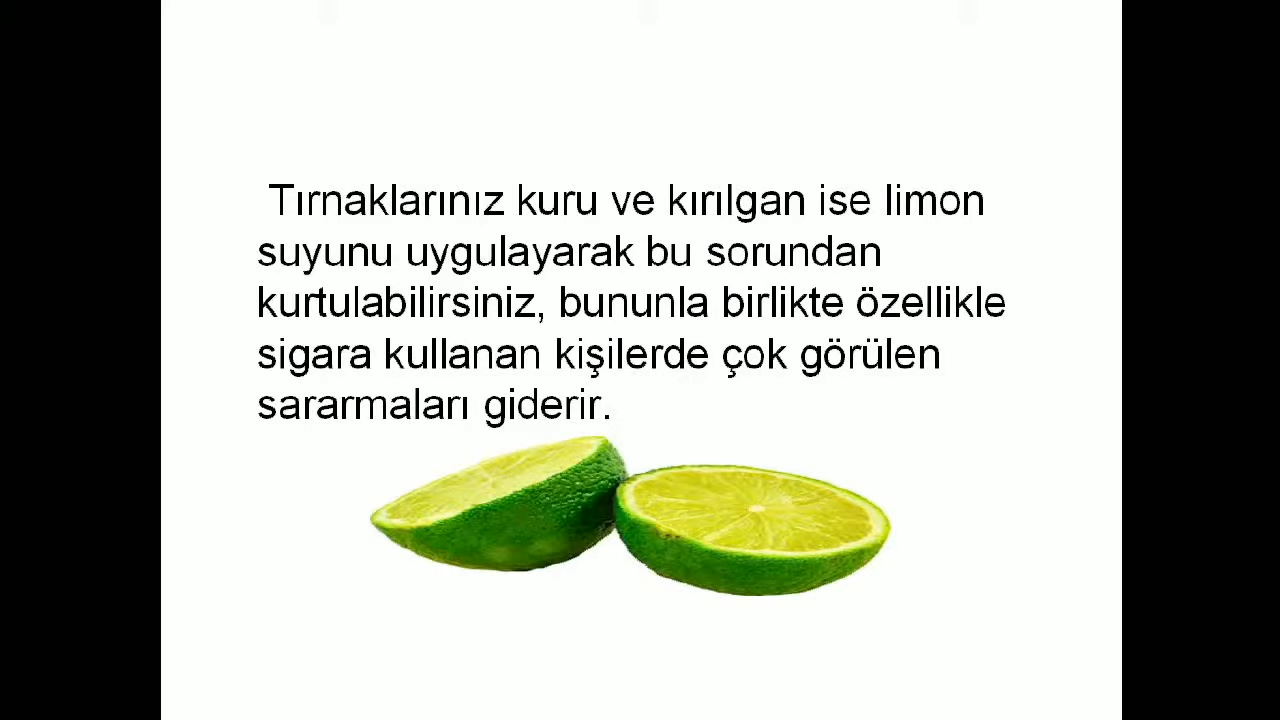 Tırnaklarınız kuru ve kırılgan ise limon
suyunu uygulayarak bu sorundan
kurtulabilirsiniz, bununla birlikte özellikle
sigara kullanan kişilerde çok görülen
sararmaları giderir.